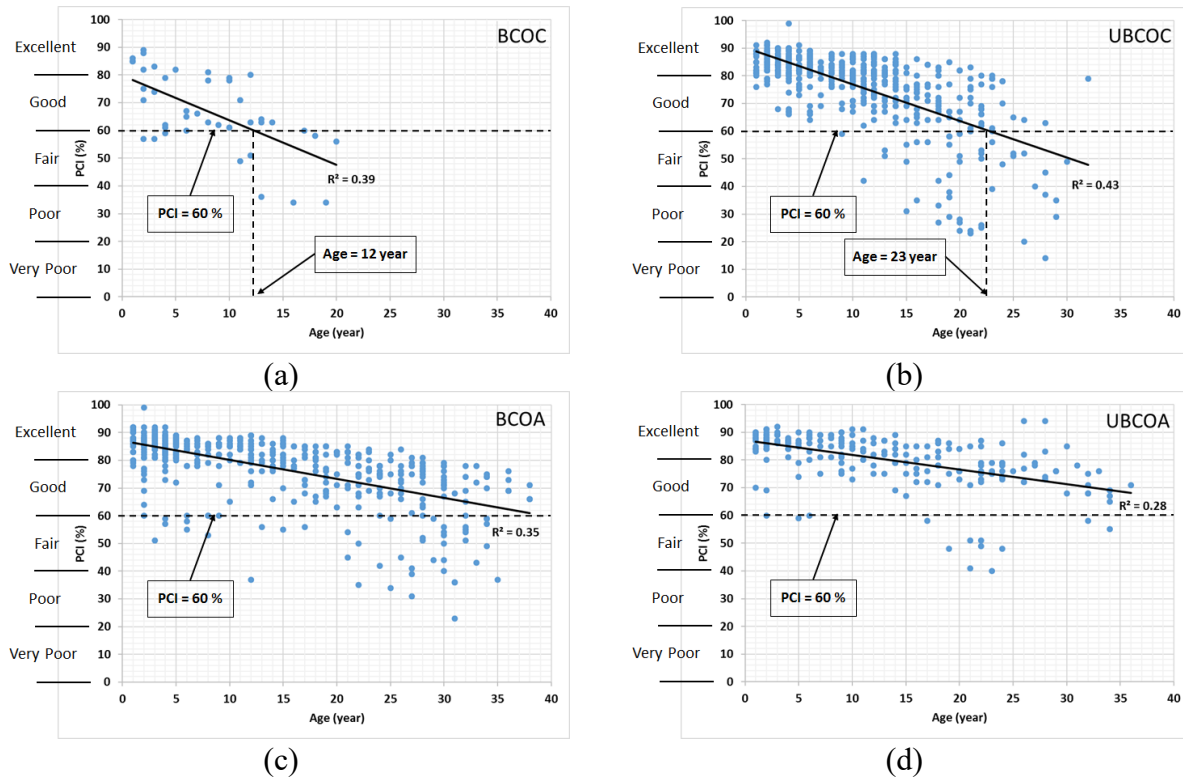 BCOC
Excellent
Good
Fair
Poor
Very Poor
PCI (%)
100
90
80
70
60
50
40
30
20
10
0
R² = 0.39
PCI = 60 %
Age = 12 year
0 5 10 15 20 25 30 35 40
Age (year)
(a)
UBCOC
Excellent
Good
Fair
Poor
Very Poor
PCI (%)
100
90
80
70
60
50
40
30
20
10
0
R² = 0.43
PCI = 60 %
Age = 23 year
0 5 10 15 20 25 30 35 40
Age (year)
(b)
BCOA
Excellent
Good
Fair
Poor
Very Poor
PCI (%)
100
90
80
70
60
50
40
30
20
10
0
R² = 0.35
PCI = 60 %
0 5 10 15 20 25 30 35 40
Age (year)
(c)
UBCOA
Excellent
Good
Fair
Poor
Very Poor
PCI (%)
100
90
80
70
60
50
40
30
20
10
0
R² = 0.28
PCI = 60 %
0 5 10 15 20 25 30 35 40
Age (year)
(d)